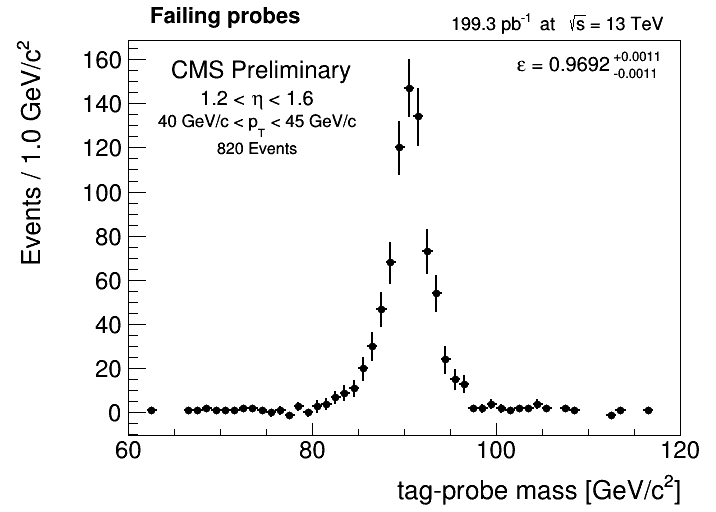 Failing probes
199.3 pb⁻¹ at √s = 13 TeV
CMS Preliminary
1.2 < η < 1.6
40 GeV/c < p_T < 45 GeV/c
820 Events
ε = 0.9692 +0.0011 -0.0011
Events / 1.0 GeV/c²
160
140
120
100
80
60
40
20
0
60 80 100 120
tag-probe mass [GeV/c²]